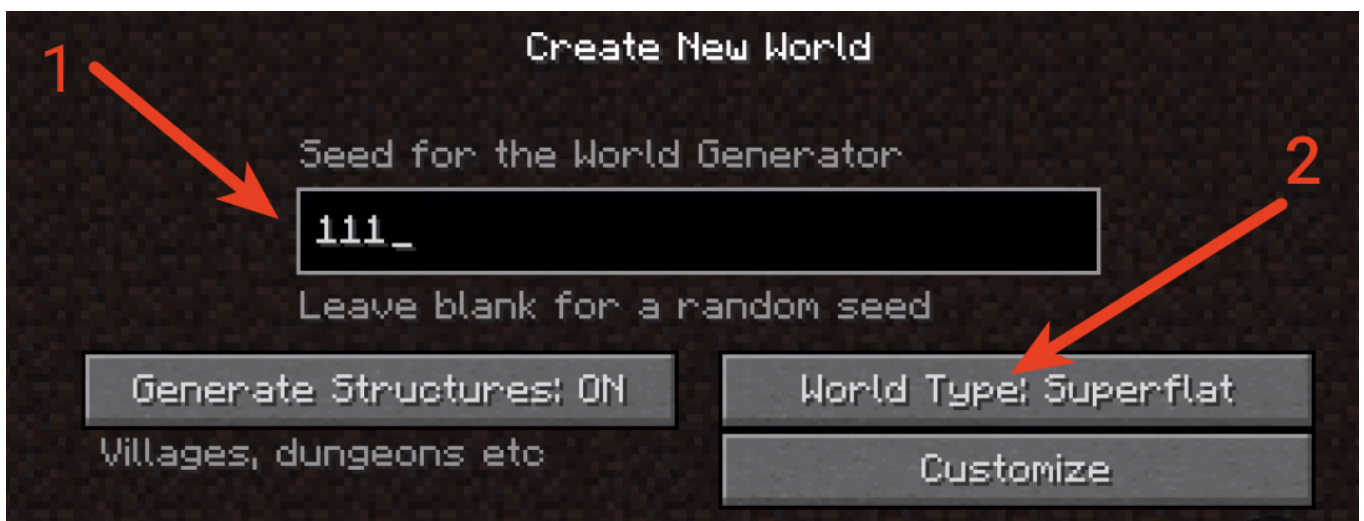 Create New World
1
Seed for the World Generator
2
111_
Leave blank for a random seed
Generate Structures: ON
World Type: Superflat
Villages, dungeons etc
Customize